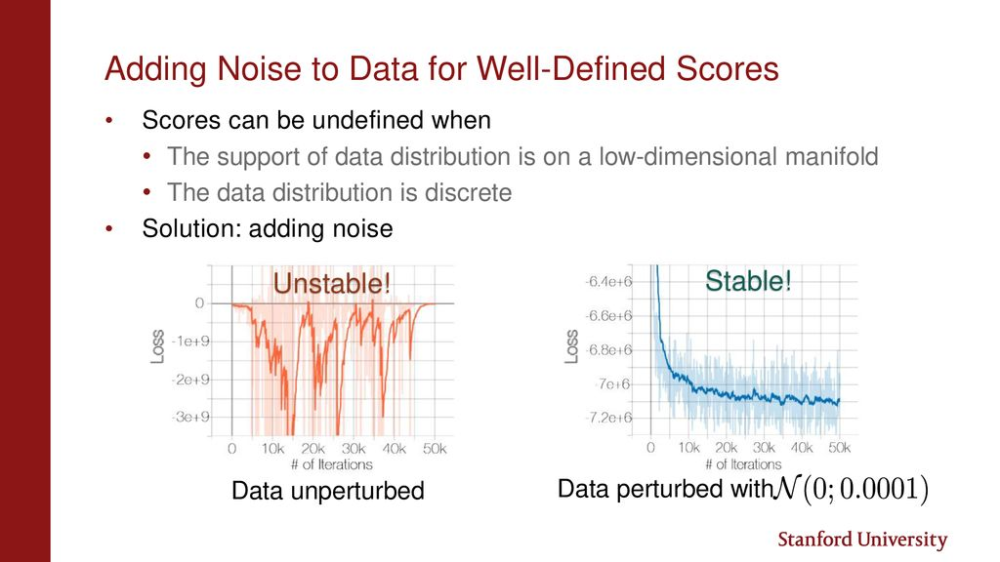 Adding Noise to Data for Well-Defined Scores
• Scores can be undefined when
• The support of data distribution is on a low-dimensional manifold
• The data distribution is discrete
• Solution: adding noise
Unstable!
0
-1e+9
-2e+9
-3e+9
Loss
0 10k 20k 30k 40k 50k
# of Iterations
Data unperturbed
Stable!
-6.4e+6
-6.6e+6
-6.8e+6
-7e+6
-7.2e+6
Loss
0 10k 20k 30k 40k 50k
# of Iterations
Data perturbed with 𝒩(0; 0.0001)
Stanford University